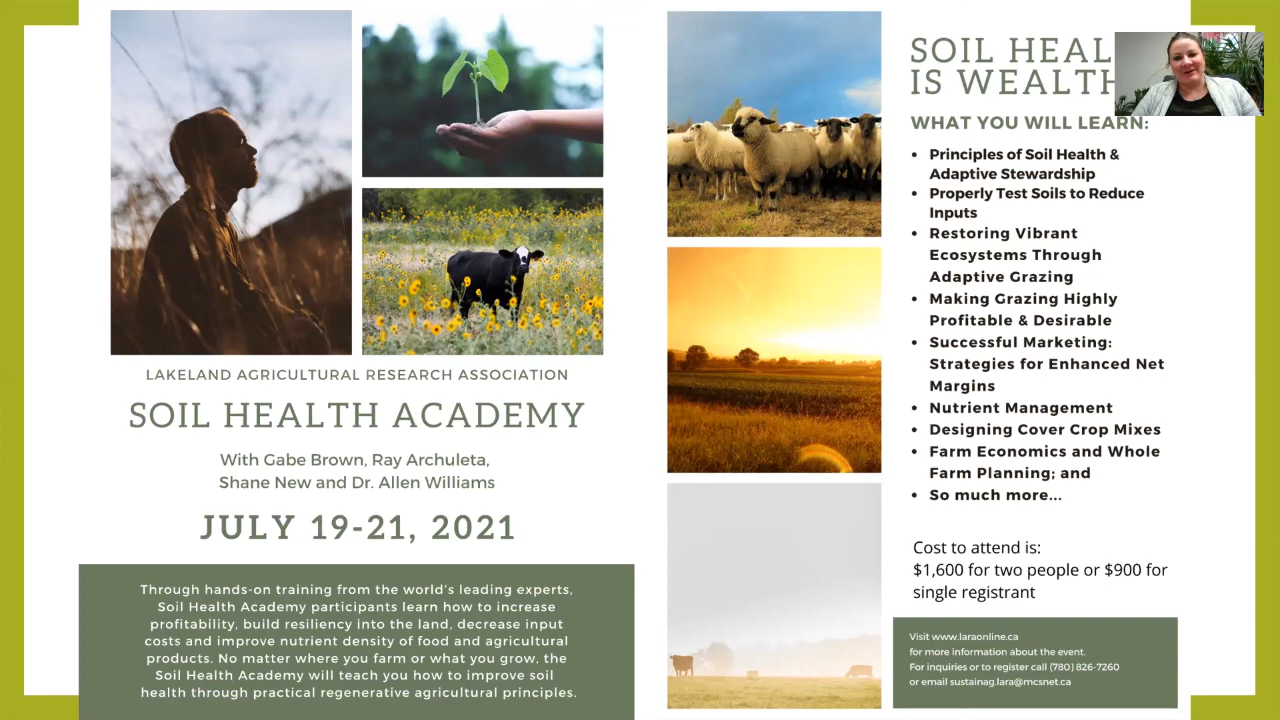 LAKELAND AGRICULTURAL RESEARCH ASSOCIATION
SOIL HEALTH ACADEMY
With Gabe Brown, Ray Archuleta,
Shane New and Dr. Allen Williams
JULY 19-21, 2021
Through hands-on training from the world's leading experts,
Soil Health Academy participants learn how to increase
profitability, build resiliency into the land, decrease input
costs and improve nutrient density of food and agricultural
products. No matter where you farm or what you grow, the
Soil Health Academy will teach you how to improve soil
health through practical regenerative agricultural principles.
SOIL HEAL
IS WEALTH
WHAT YOU WILL LEARN:
• Principles of Soil Health &
Adaptive Stewardship
• Properly Test Soils to Reduce
Inputs
• Restoring Vibrant
Ecosystems Through
Adaptive Grazing
• Making Grazing Highly
Profitable & Desirable
• Successful Marketing:
Strategies for Enhanced Net
Margins
• Nutrient Management
• Designing Cover Crop Mixes
• Farm Economics and Whole
Farm Planning; and
• So much more...
Cost to attend is:
$1,600 for two people or $900 for
single registrant
Visit www.laraonline.ca
for more information about the event.
For inquiries or to register call (780) 826-7260
or email sustainag.lara@mcsnet.ca